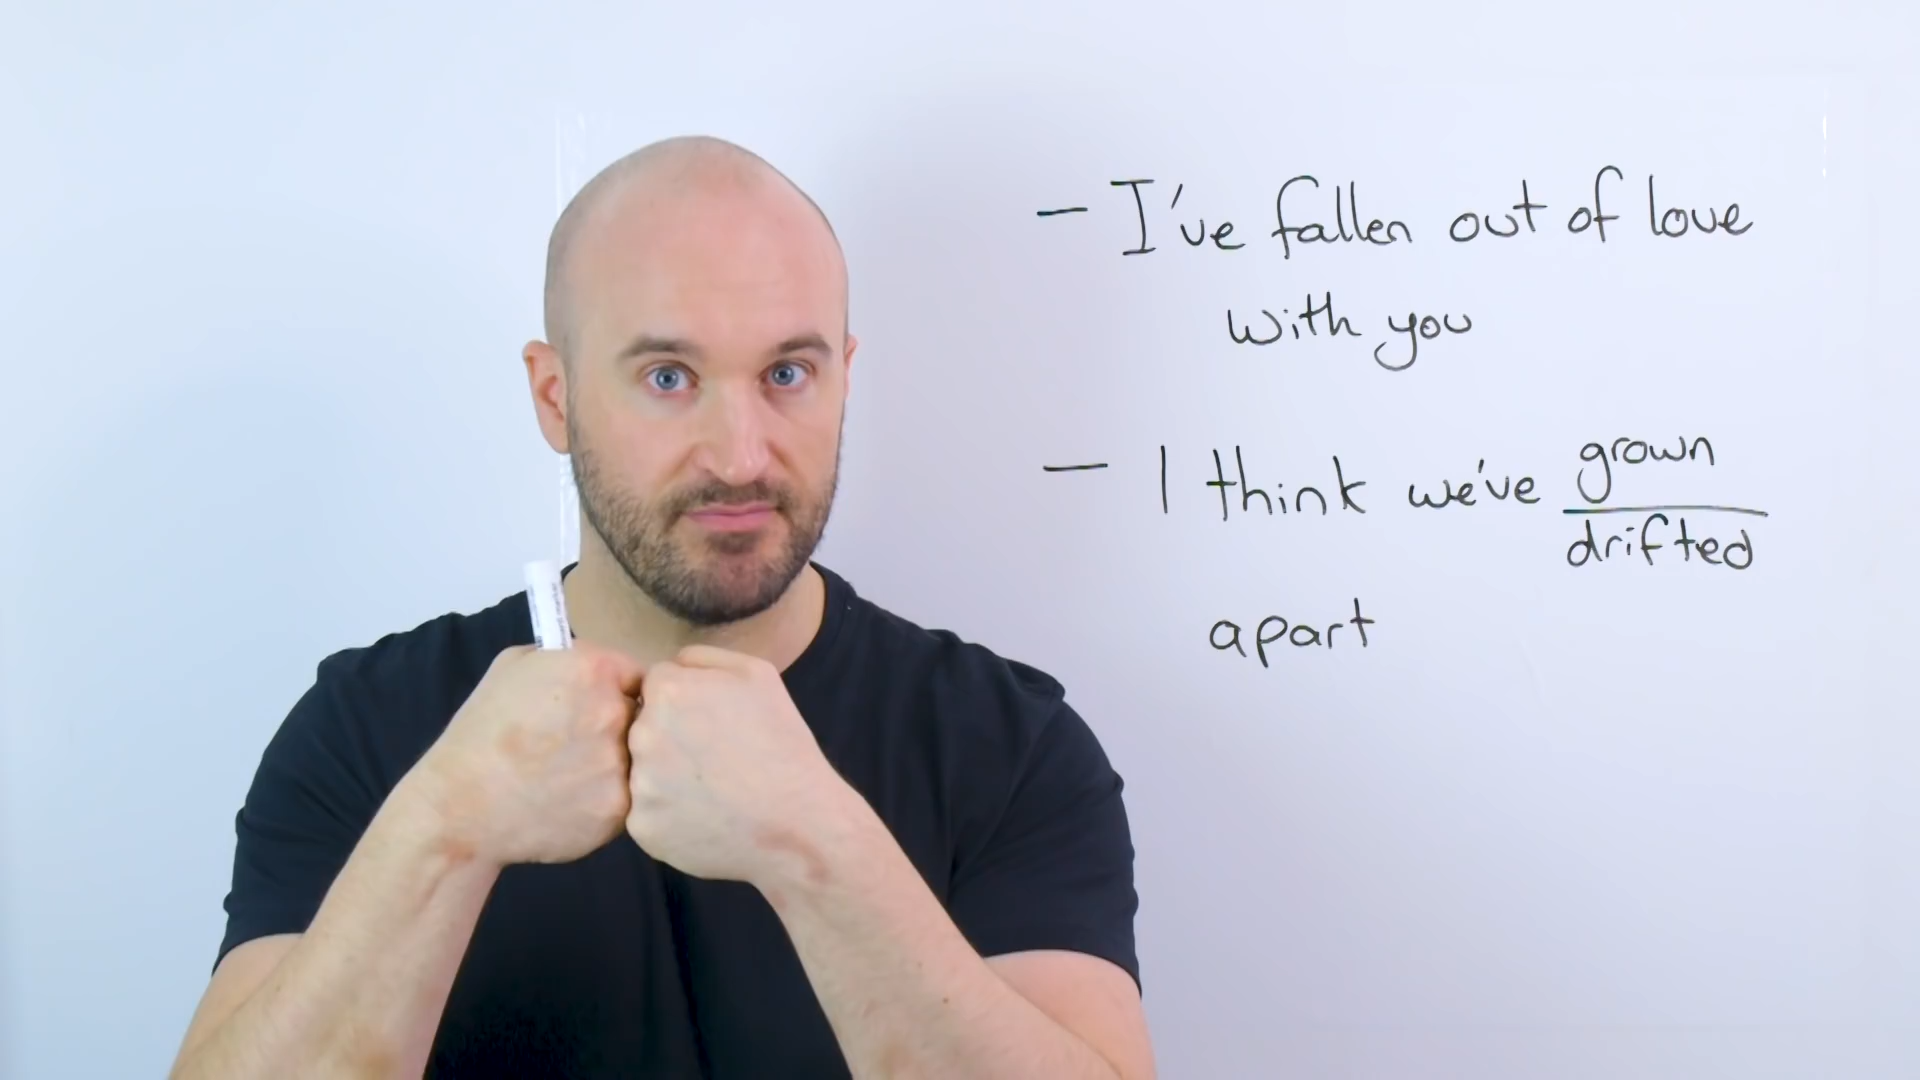 – I've fallen out of love
with you
– I think we've grown
drifted
apart